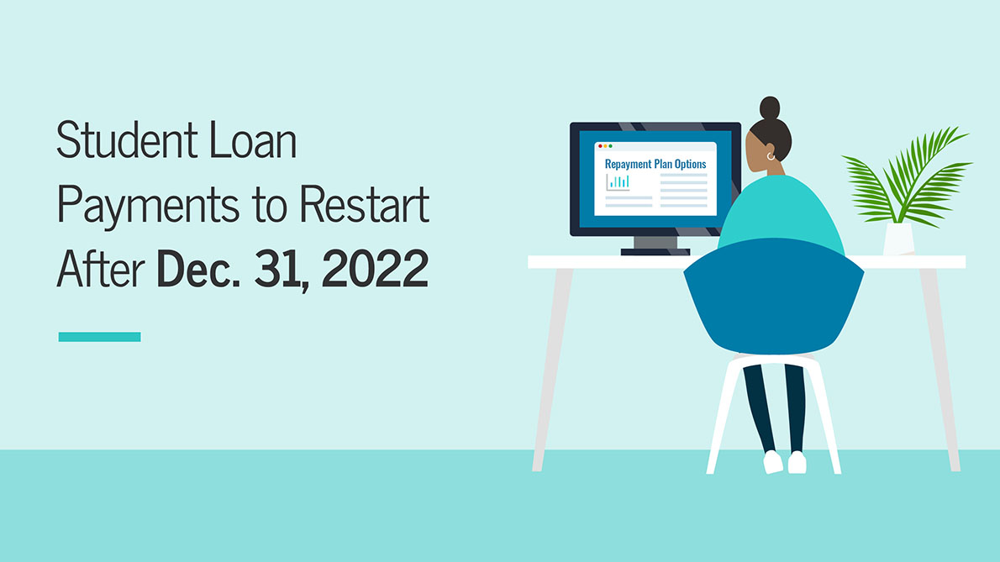 Student Loan
Payments to Restart
After Dec. 31, 2022
Repayment Plan Options